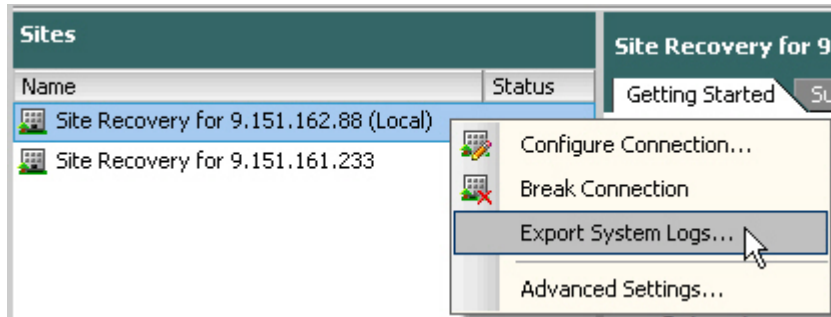 Sites
Name Status
Site Recovery for 9.151.162.88 (Local)
Site Recovery for 9.151.161.233
Site Recovery for 9
Getting Started Su
Configure Connection...
Break Connection
Export System Logs...
Advanced Settings...